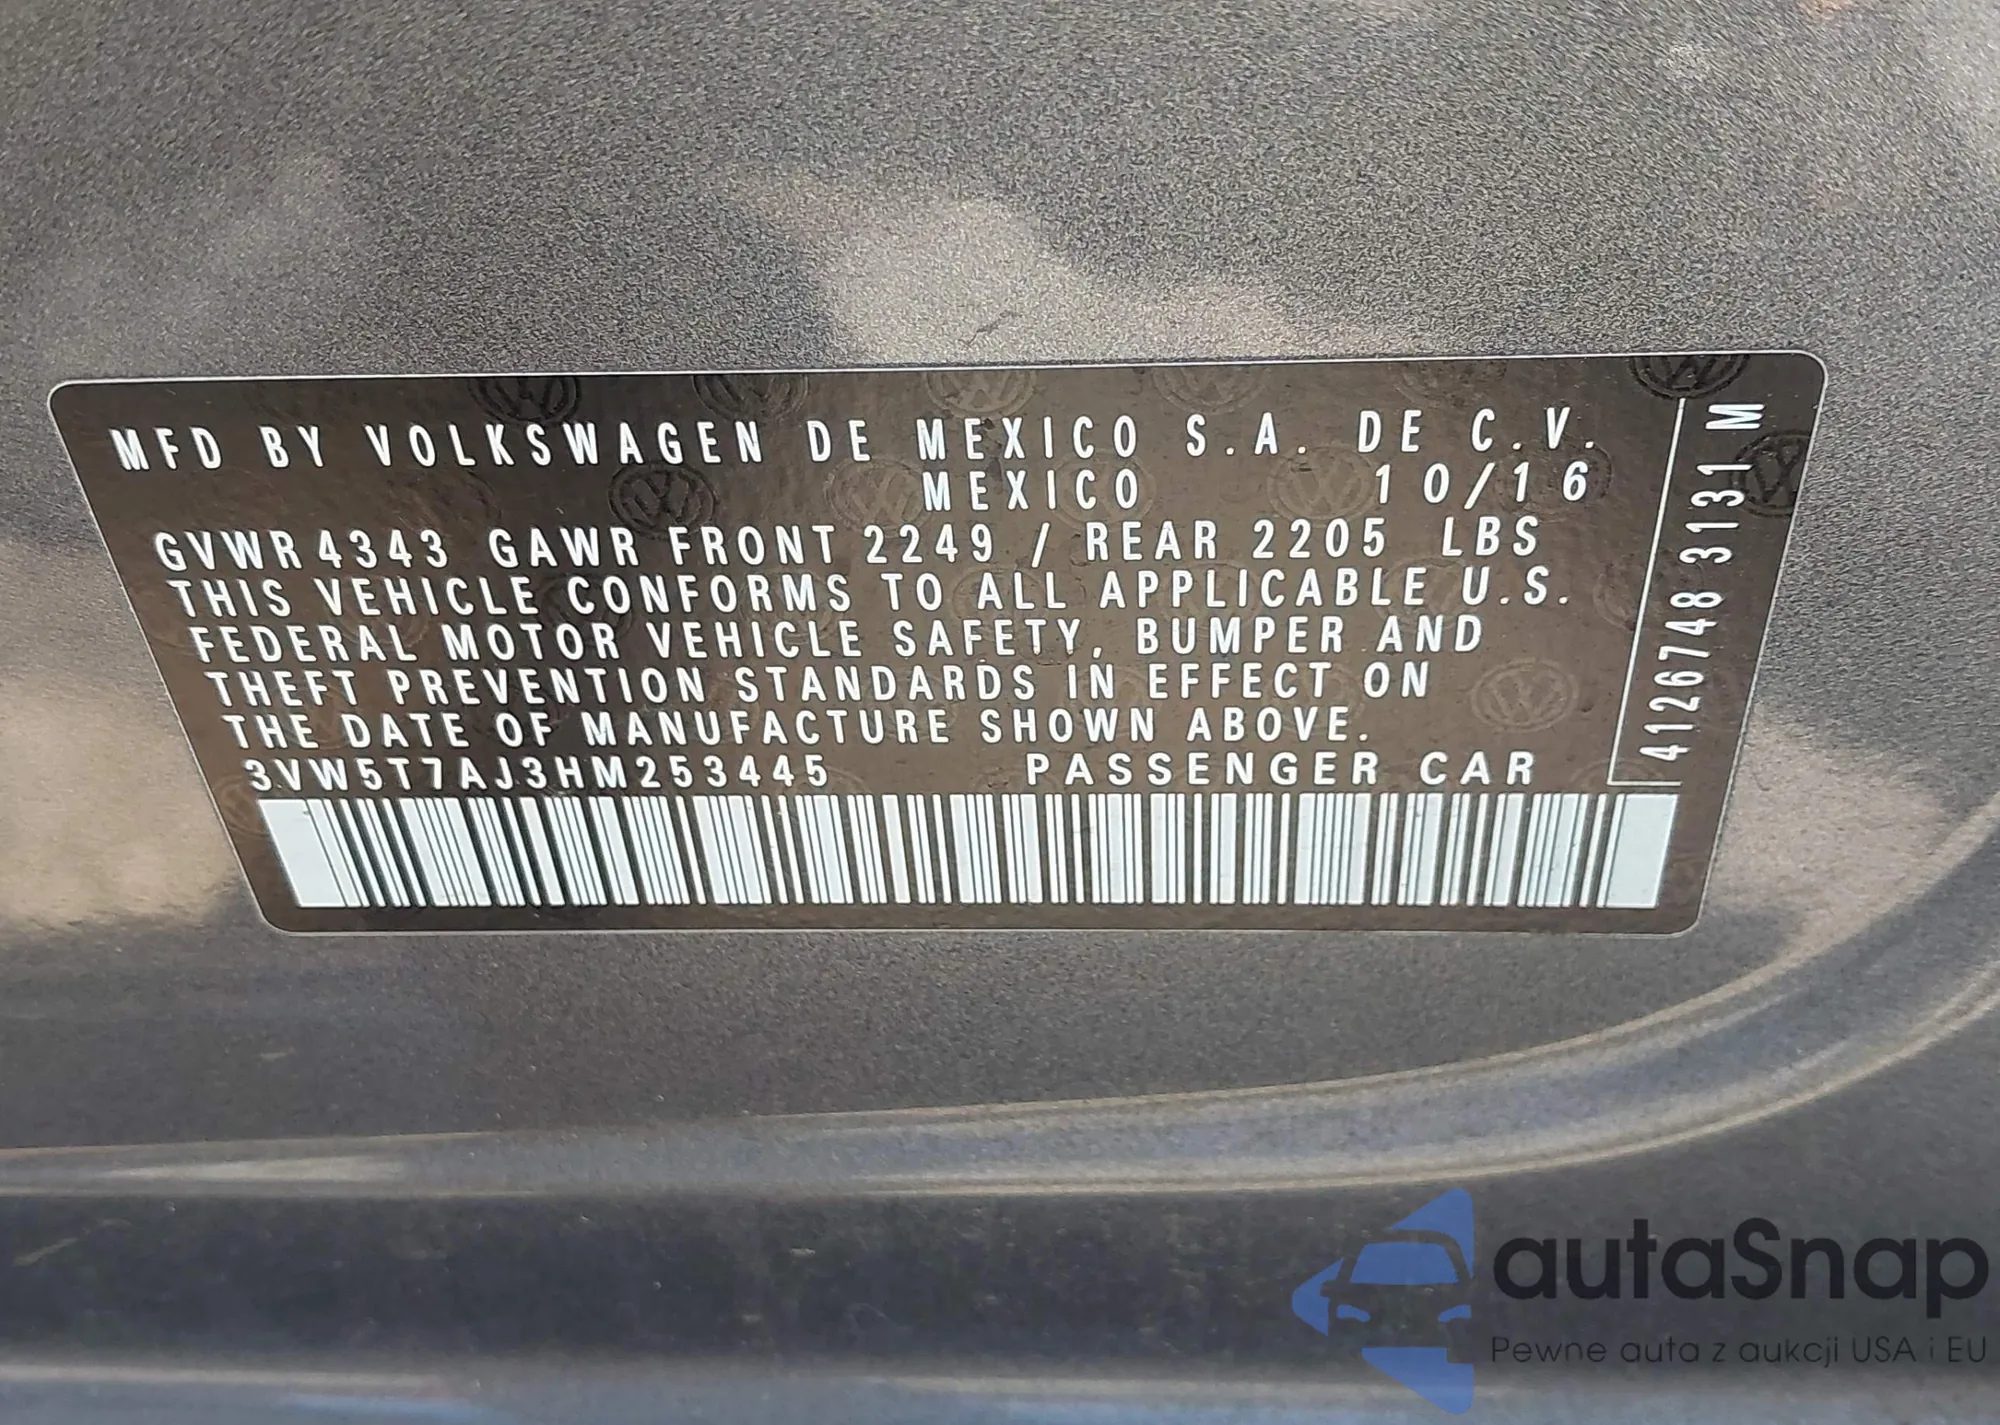 MFD BY VOLKSWAGEN DE MEXICO S.A. DE C.V.
MEXICO 10/16
GVWR 4343 GAWR FRONT 2249 / REAR 2205 LBS
THIS VEHICLE CONFORMS TO ALL APPLICABLE U.S.
FEDERAL MOTOR VEHICLE SAFETY, BUMPER AND
THEFT PREVENTION STANDARDS IN EFFECT ON
THE DATE OF MANUFACTURE SHOWN ABOVE.
3VW5T7AJ3HM253445 PASSENGER CAR
4126748 3131 M
autaSnap
Pewne auta z aukcji USA i EU